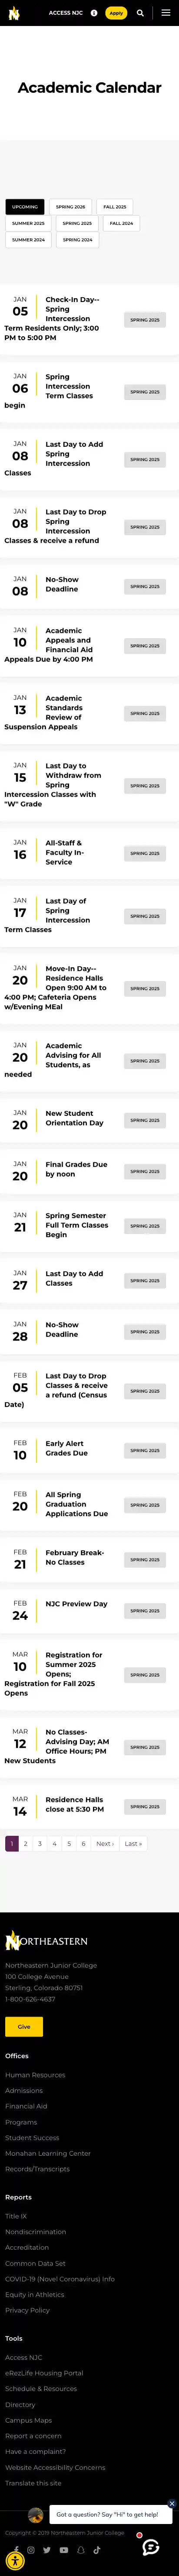 N
ACCESS NJC
Apply
Academic Calendar
UPCOMING
SPRING 2026
FALL 2025
SUMMER 2025
SPRING 2025
FALL 2024
SUMMER 2024
SPRING 2024
JAN
05
Check-In Day--
Spring
Intercession
Term Residents Only; 3:00
PM to 5:00 PM
SPRING 2025
JAN
06
Spring
Intercession
Term Classes
begin
SPRING 2025
JAN
08
Last Day to Add
Spring
Intercession
Classes
SPRING 2025
JAN
08
Last Day to Drop
Spring
Intercession
Classes & receive a refund
SPRING 2025
JAN
08
No-Show
Deadline
SPRING 2025
JAN
10
Academic
Appeals and
Financial Aid
Appeals Due by 4:00 PM
SPRING 2025
JAN
13
Academic
Standards
Review of
Suspension Appeals
SPRING 2025
JAN
15
Last Day to
Withdraw from
Spring
Intercession Classes with
"W" Grade
SPRING 2025
JAN
16
All-Staff &
Faculty In-
Service
SPRING 2025
JAN
17
Last Day of
Spring
Intercession
Term Classes
SPRING 2025
JAN
20
Move-In Day--
Residence Halls
Open 9:00 AM to
4:00 PM; Cafeteria Opens
w/Evening MEal
SPRING 2025
JAN
20
Academic
Advising for All
Students, as
needed
SPRING 2025
JAN
20
New Student
Orientation Day
SPRING 2025
JAN
20
Final Grades Due
by noon
SPRING 2025
JAN
21
Spring Semester
Full Term Classes
Begin
SPRING 2025
JAN
27
Last Day to Add
Classes
SPRING 2025
JAN
28
No-Show
Deadline
SPRING 2025
FEB
05
Last Day to Drop
Classes & receive
a refund (Census
Date)
SPRING 2025
FEB
10
Early Alert
Grades Due
SPRING 2025
FEB
20
All Spring
Graduation
Applications Due
SPRING 2025
FEB
21
February Break-
No Classes
SPRING 2025
FEB
24
NJC Preview Day
SPRING 2025
MAR
10
Registration for
Summer 2025
Opens;
Registration for Fall 2025
Opens
SPRING 2025
MAR
12
No Classes-
Advising Day; AM
Office Hours; PM
New Students
SPRING 2025
MAR
14
Residence Halls
close at 5:30 PM
SPRING 2025
1 2 3 4 5 6 Next › Last »
NORTHEASTERN
Northeastern Junior College
100 College Avenue
Sterling, Colorado 80751
1-800-626-4637
Give
Offices
Human Resources
Admissions
Financial Aid
Programs
Student Success
Monahan Learning Center
Records/Transcripts
Reports
Title IX
Nondiscrimination
Accreditation
Common Data Set
COVID-19 (Novel Coronavirus) Info
Equity in Athletics
Privacy Policy
Tools
Access NJC
eRezLife Housing Portal
Schedule & Resources
Directory
Campus Maps
Report a concern
Have a complaint?
Website Accessibility Concerns
Translate this site
Got a question? Say "Hi" to get help!
Copyright © 2019 Northeastern Junior College